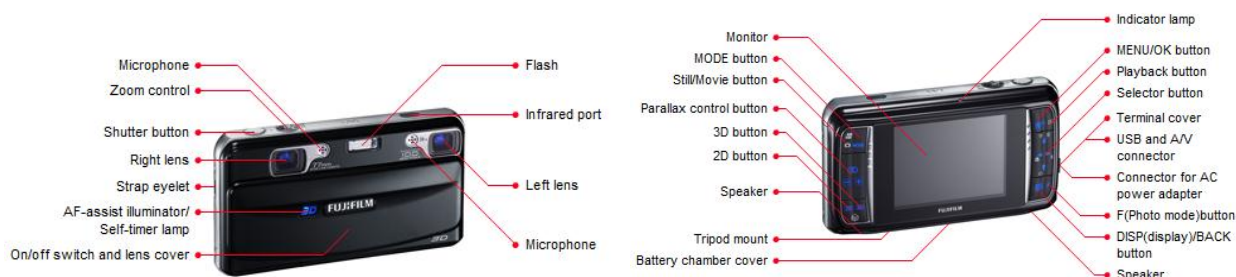 Microphone
Zoom control
Shutter button
Right lens
Strap eyelet
AF-assist illuminator/
Self-timer lamp
On/off switch and lens cover
Flash
Infrared port
Left lens
Microphone
3D FUJIFILM
3D
Monitor
MODE button
Still/Movie button
Parallax control button
3D button
2D button
Speaker
Tripod mount
Battery chamber cover
Indicator lamp
MENU/OK button
Playback button
Selector button
Terminal cover
USB and A/V
connector
Connector for AC
power adapter
F(Photo mode)button
DISP(display)/BACK
button
Speaker
FUJIFILM